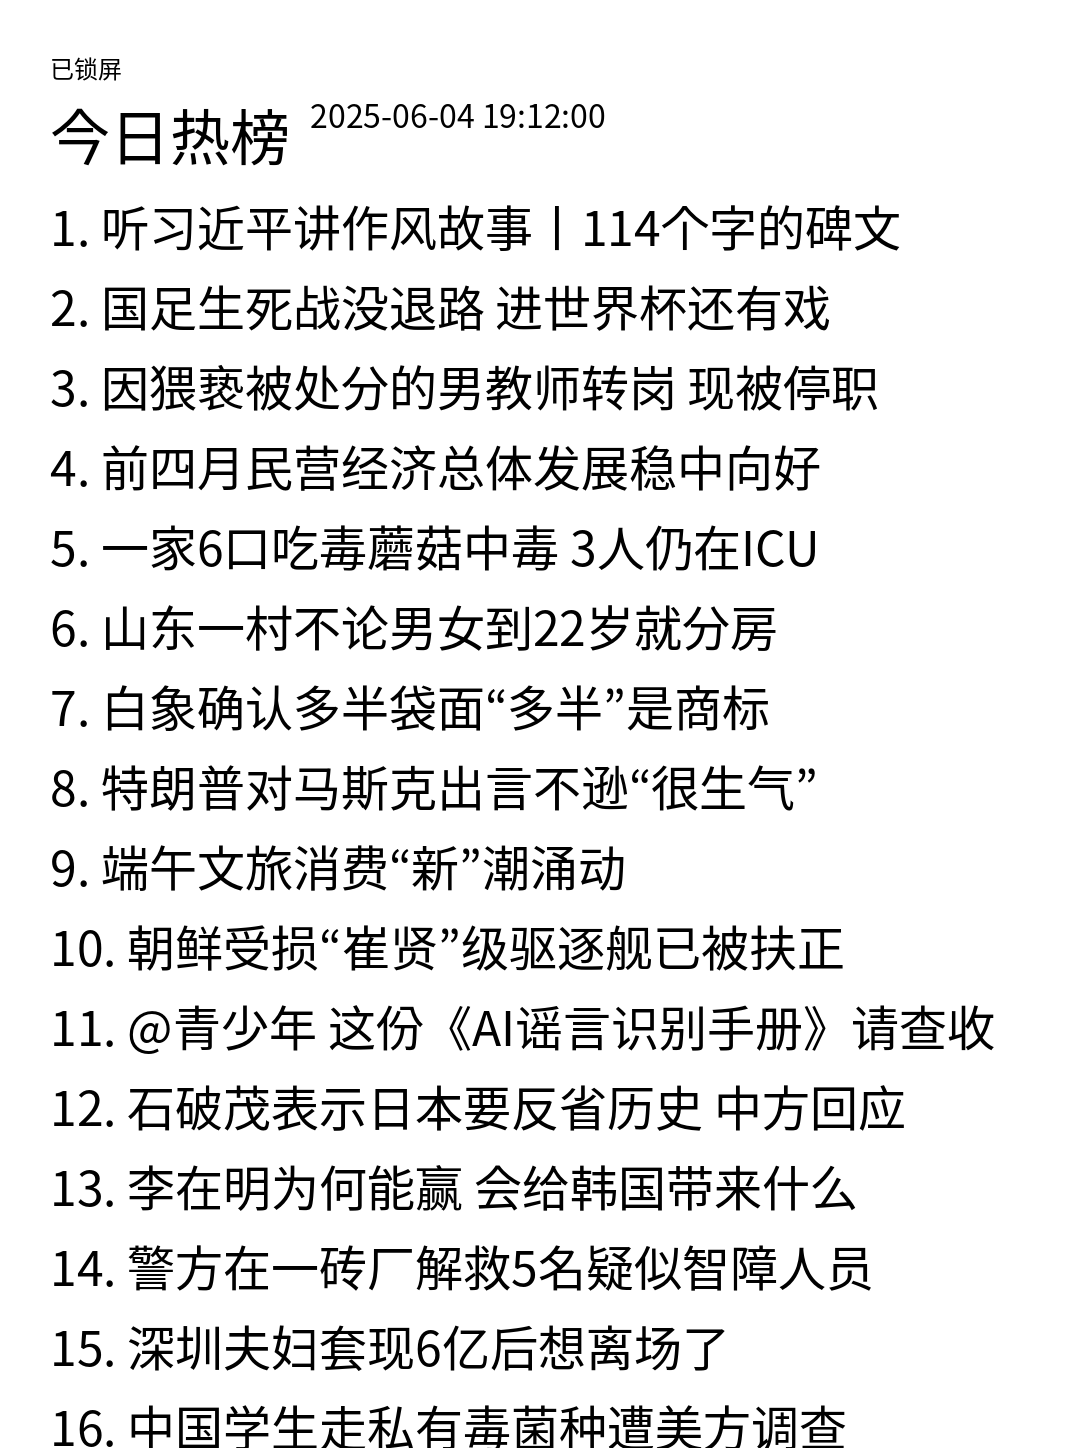 已锁屏
今日热榜 2025-06-04 19:12:00
1. 听习近平讲作风故事丨114个字的碑文
2. 国足生死战没退路 进世界杯还有戏
3. 因猥亵被处分的男教师转岗 现被停职
4. 前四月民营经济总体发展稳中向好
5. 一家6口吃毒蘑菇中毒 3人仍在ICU
6. 山东一村不论男女到22岁就分房
7. 白象确认多半袋面“多半”是商标
8. 特朗普对马斯克出言不逊“很生气”
9. 端午文旅消费“新”潮涌动
10. 朝鲜受损“崔贤”级驱逐舰已被扶正
11. @青少年 这份《AI谣言识别手册》请查收
12. 石破茂表示日本要反省历史 中方回应
13. 李在明为何能赢 会给韩国带来什么
14. 警方在一砖厂解救5名疑似智障人员
15. 深圳夫妇套现6亿后想离场了
16. 中国学生走私有毒菌种遭美方调查